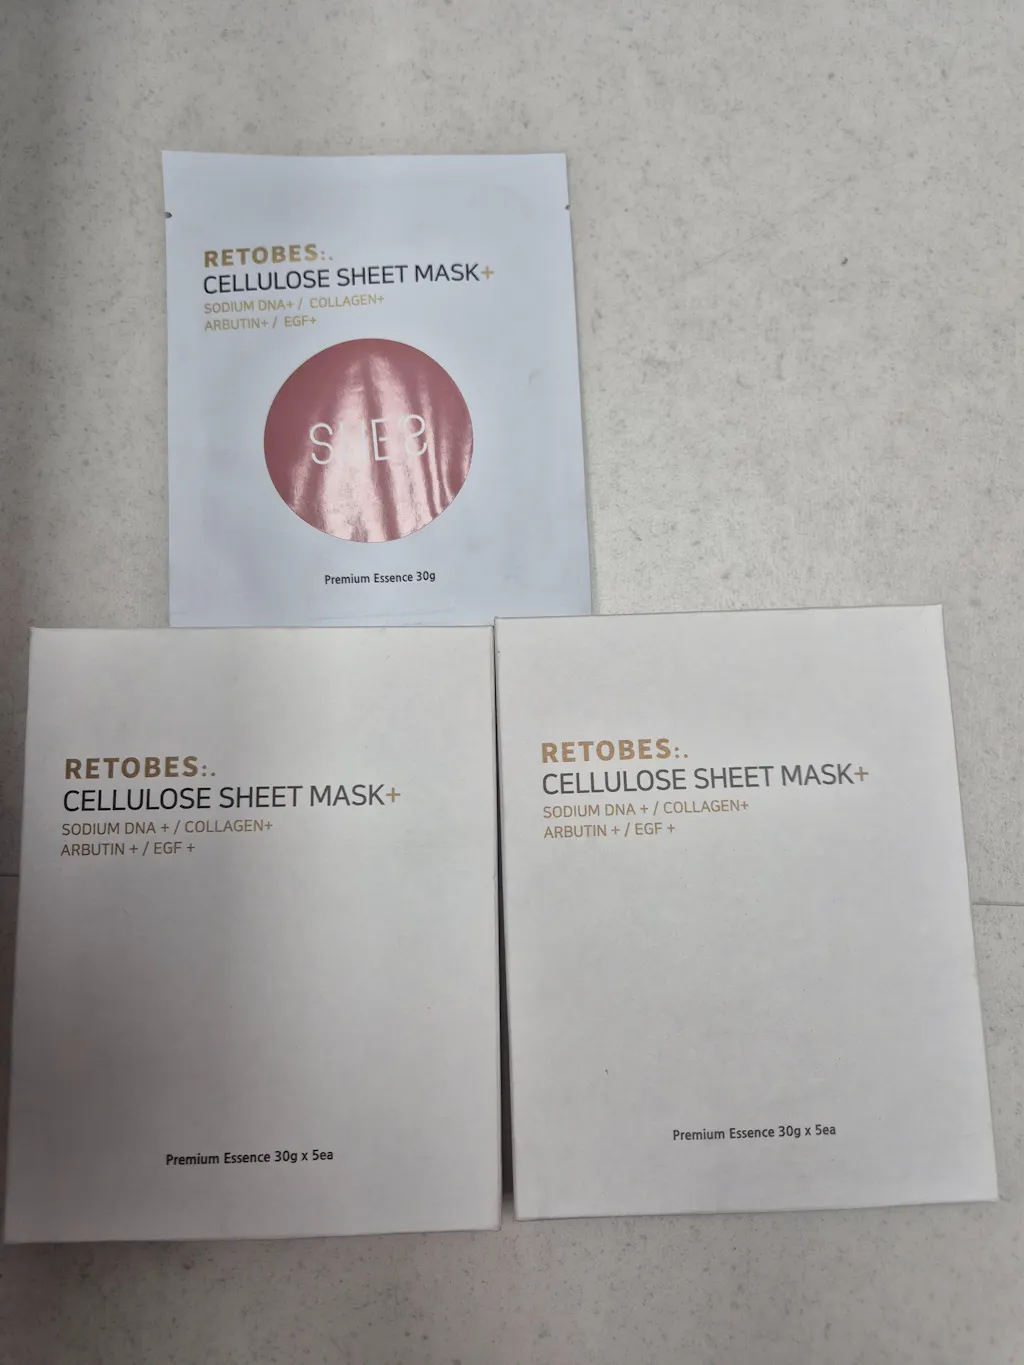 RETOBES:.
CELLULOSE SHEET MASK+
SODIUM DNA+ / COLLAGEN+
ARBUTIN+ / EGF+
Premium Essence 30g
RETOBES:.
CELLULOSE SHEET MASK+
SODIUM DNA + / COLLAGEN+
ARBUTIN + / EGF +
Premium Essence 30g x 5ea
RETOBES:.
CELLULOSE SHEET MASK+
SODIUM DNA + / COLLAGEN+
ARBUTIN + / EGF +
Premium Essence 30g x 5ea